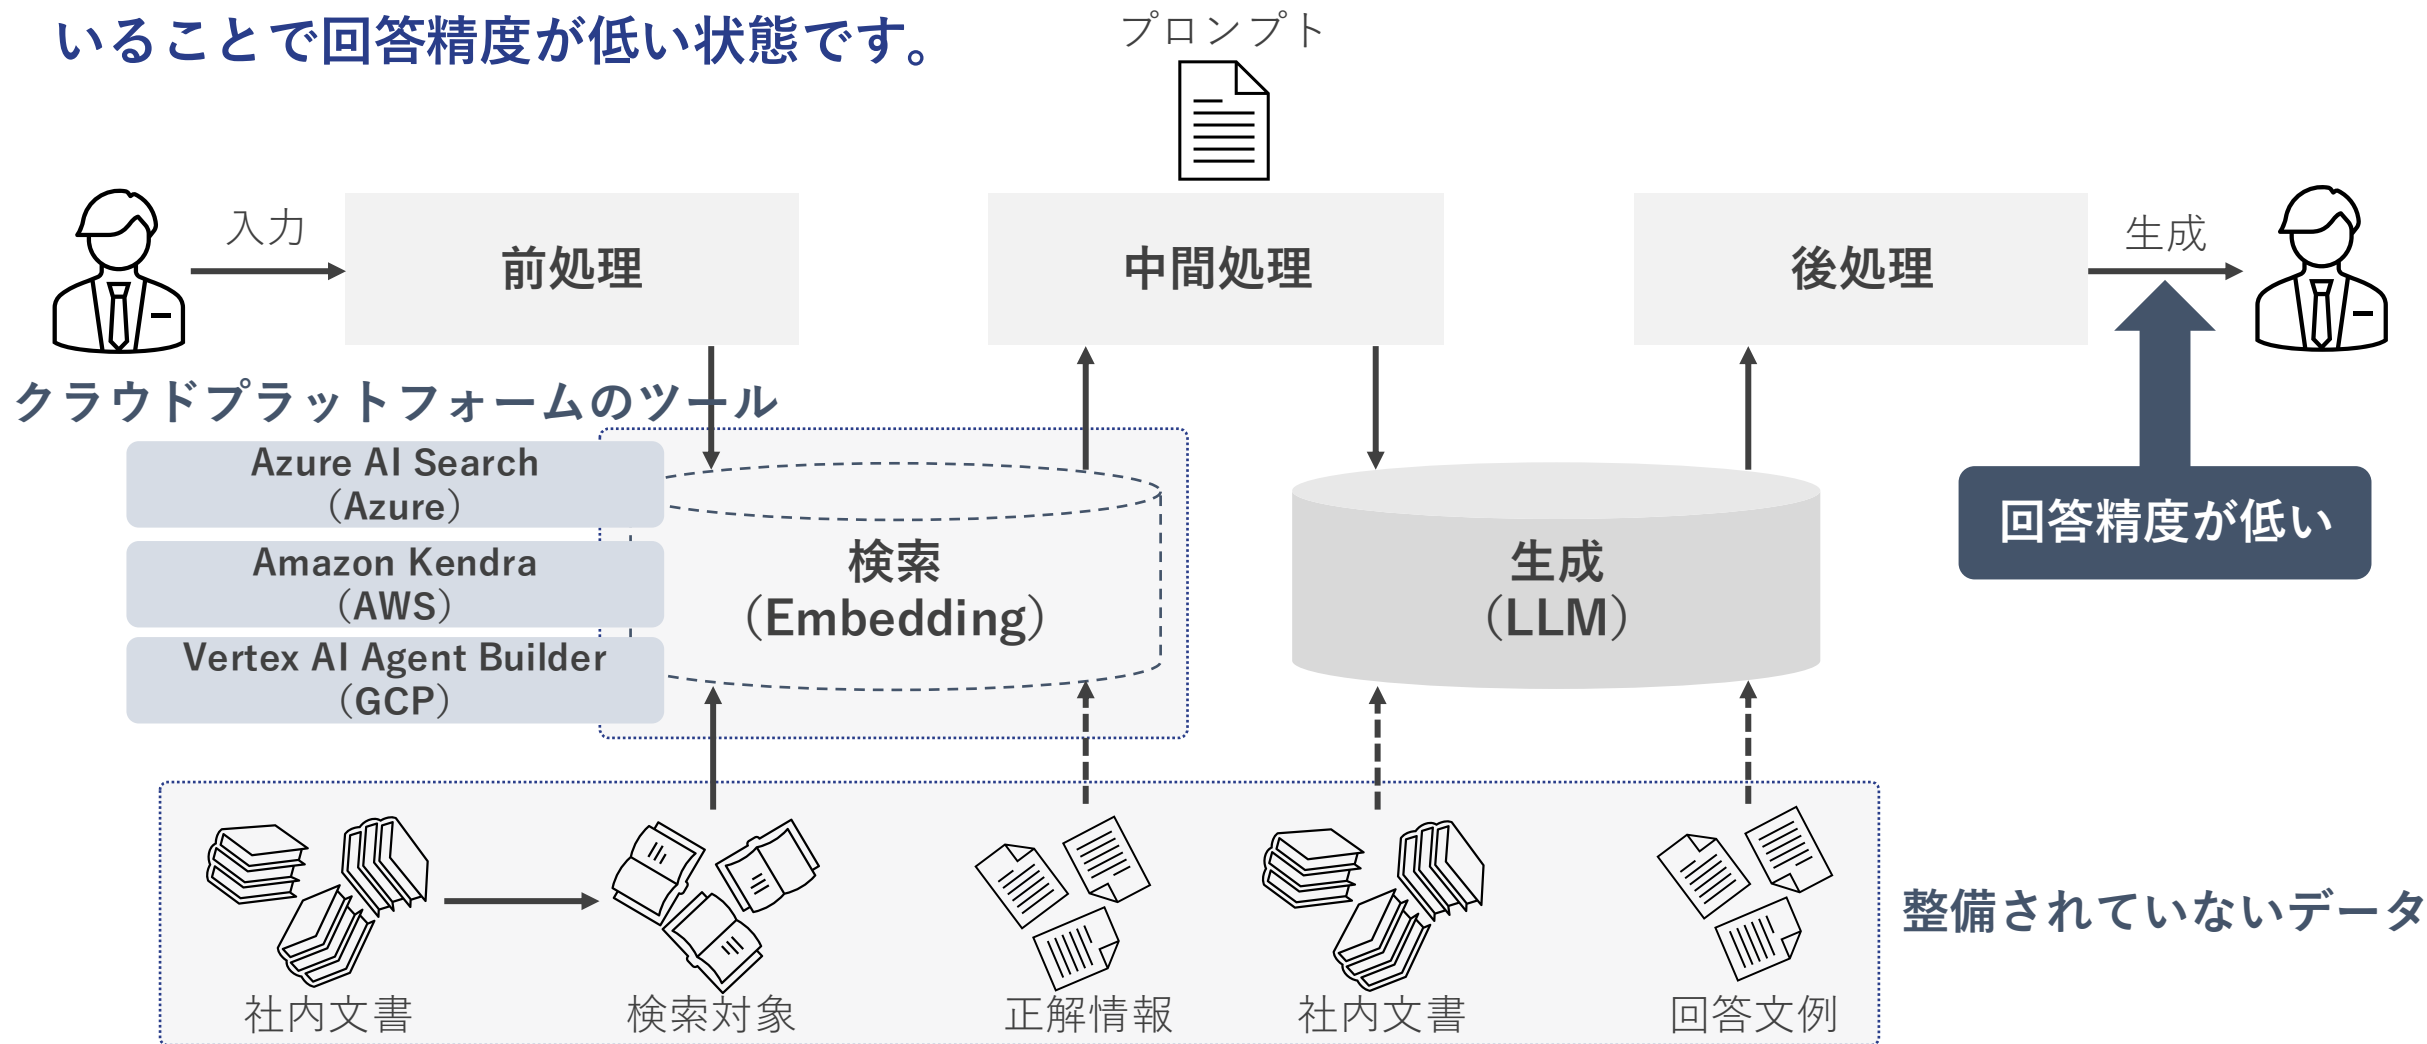 いることで回答精度が低い状態です。
プロンプト
入力
前処理
中間処理
後処理
生成
クラウドプラットフォームのツール
Azure AI Search
（Azure）
Amazon Kendra
（AWS）
Vertex AI Agent Builder
（GCP）
検索
（Embedding）
生成
（LLM）
回答精度が低い
整備されていないデータ
社内文書
検索対象
正解情報
社内文書
回答文例